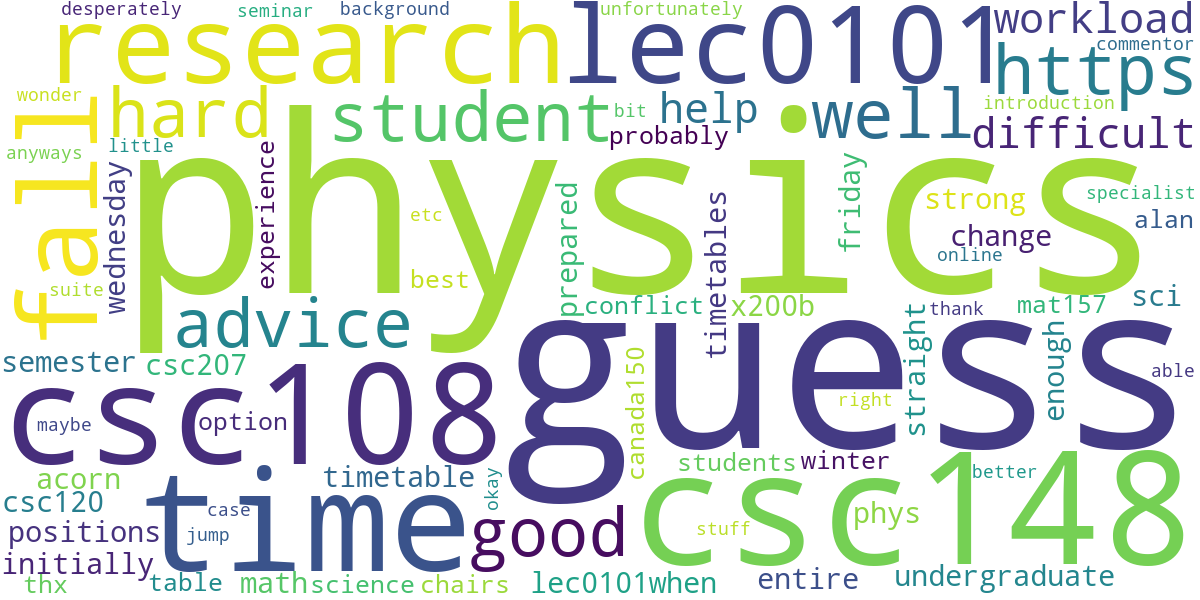 desperately
seminar
background
unfortunately
research
lec0101
workload
commentor
https
wonder
fall
hard
student
bit
help
probably
well
introduction
difficult
anyways
little
physics
wednesday
experience
etc
prepared
timetables
friday
strong
specialist
alan
change
online
suite
best
conflict
x200b
thank
mat157
sci
advice
guess
semester
csc207
straight
enough
able
csc108
maybe
option
canada150
right
time
timetable
okay
good
students
winter
csc148
better
acorn
csc120
case
phys
positions
jump
stuff
initially
thx
table
math
science
chairs
lec0101when
entire
undergraduate